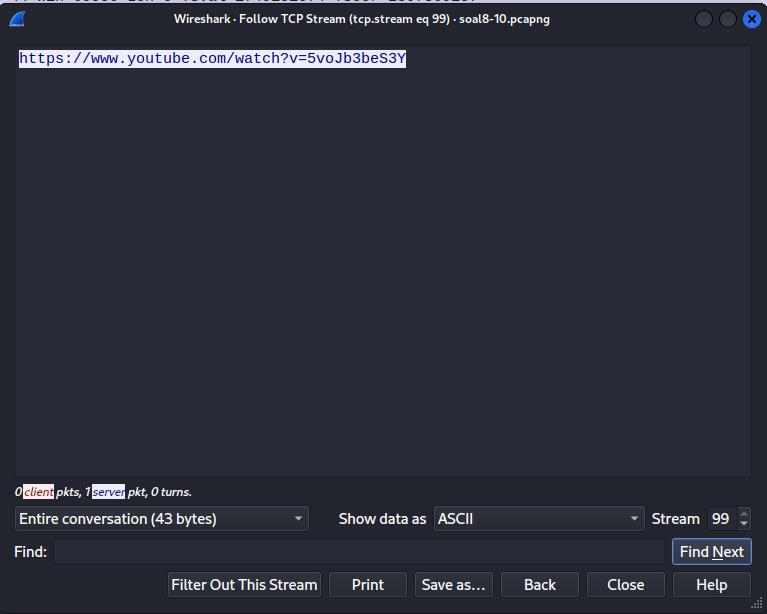 Wireshark · Follow TCP Stream (tcp.stream eq 99) · soal8-10.pcapng
https://www.youtube.com/watch?v=5voJb3beS3Y
0 client pkts, 1 server pkt, 0 turns.
Entire conversation (43 bytes) Show data as ASCII Stream 99
Find: Find Next
Filter Out This Stream Print Save as… Back Close Help